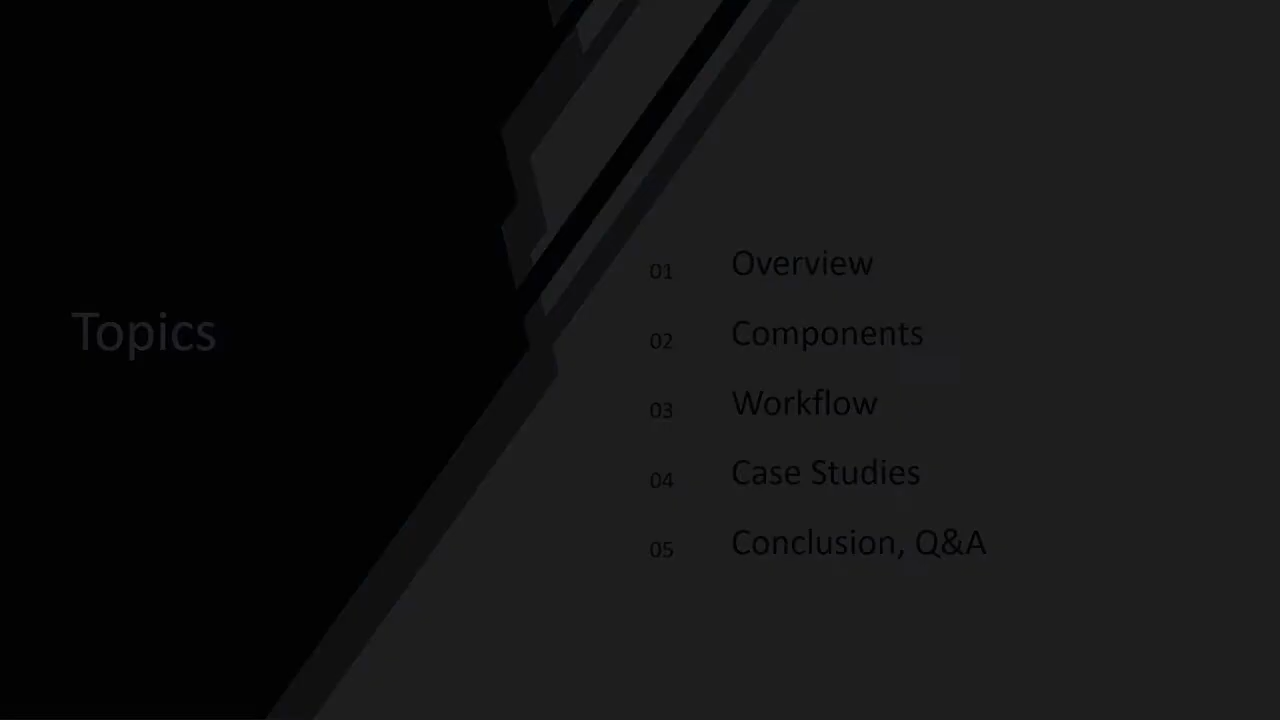 Topics
01 Overview
02 Components
03 Workflow
04 Case Studies
05 Conclusion, Q&A